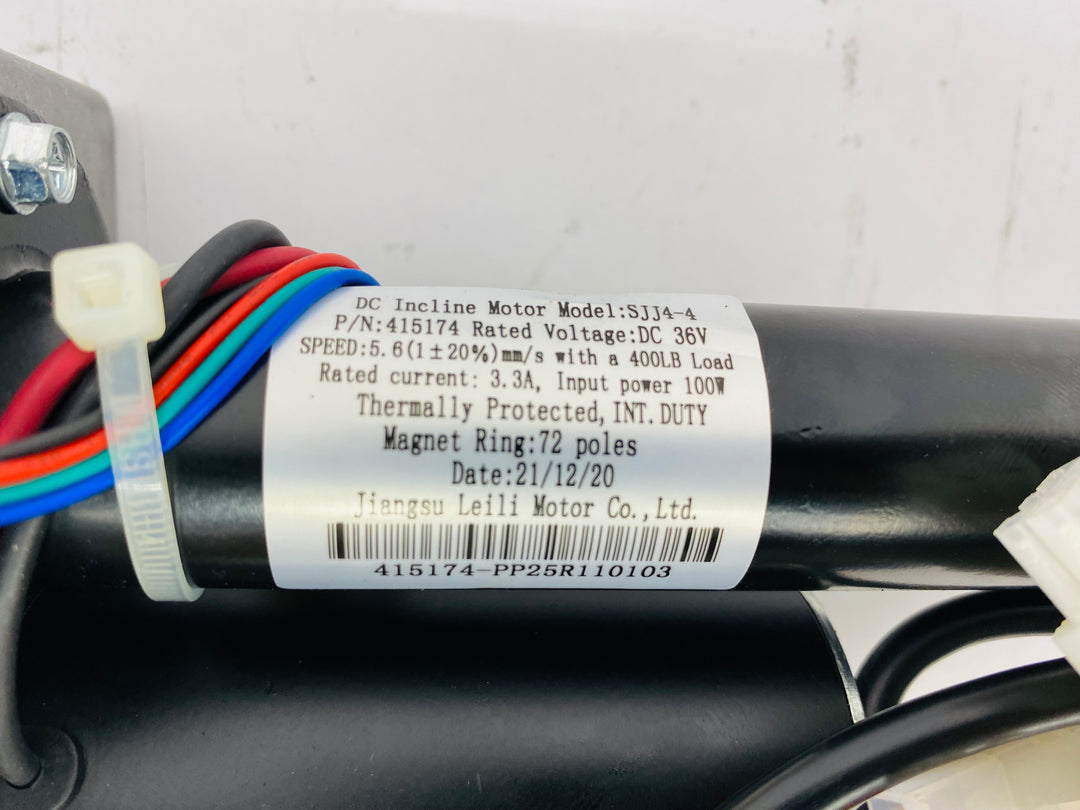 DC Incline Motor Model:SJJ4-4
P/N:415174 Rated Voltage:DC 36V
SPEED:5.6(1±20%)mm/s with a 400LB Load
Rated current: 3.3A, Input power 100W
Thermally Protected, INT. DUTY
Magnet Ring:72 poles
Date:21/12/20
Jiangsu Leili Motor Co.,Ltd.
415174-PP25R110103